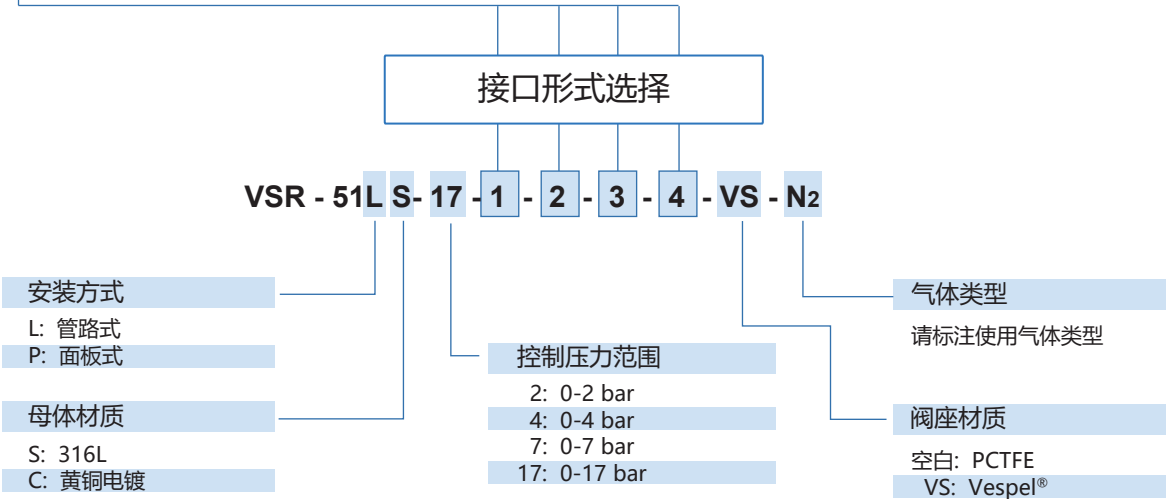 接口形式选择
VSR - 51L S- 17 - 1 - 2 - 3 - 4 - VS - N2
安装方式
L: 管路式
P: 面板式
母体材质
S: 316L
C: 黄铜电镀
控制压力范围
2: 0-2 bar
4: 0-4 bar
7: 0-7 bar
17: 0-17 bar
气体类型
请标注使用气体类型
阀座材质
空白: PCTFE
VS: Vespel®